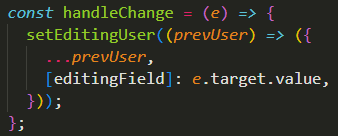 const handleChange = (e) => {
  setEditingUser((prevUser) => ({
    ...prevUser,
    [editingField]: e.target.value,
  }));
};